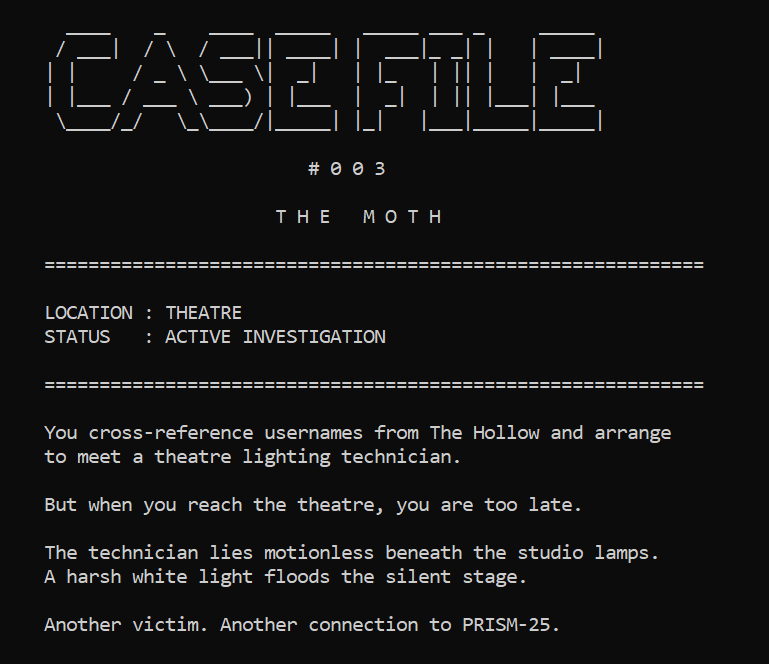 CASE FILE
# 0 0 3
T H E   M O T H
============================================================
LOCATION : THEATRE
STATUS   : ACTIVE INVESTIGATION
============================================================
You cross-reference usernames from The Hollow and arrange
to meet a theatre lighting technician.
But when you reach the theatre, you are too late.
The technician lies motionless beneath the studio lamps.
A harsh white light floods the silent stage.
Another victim. Another connection to PRISM-25.